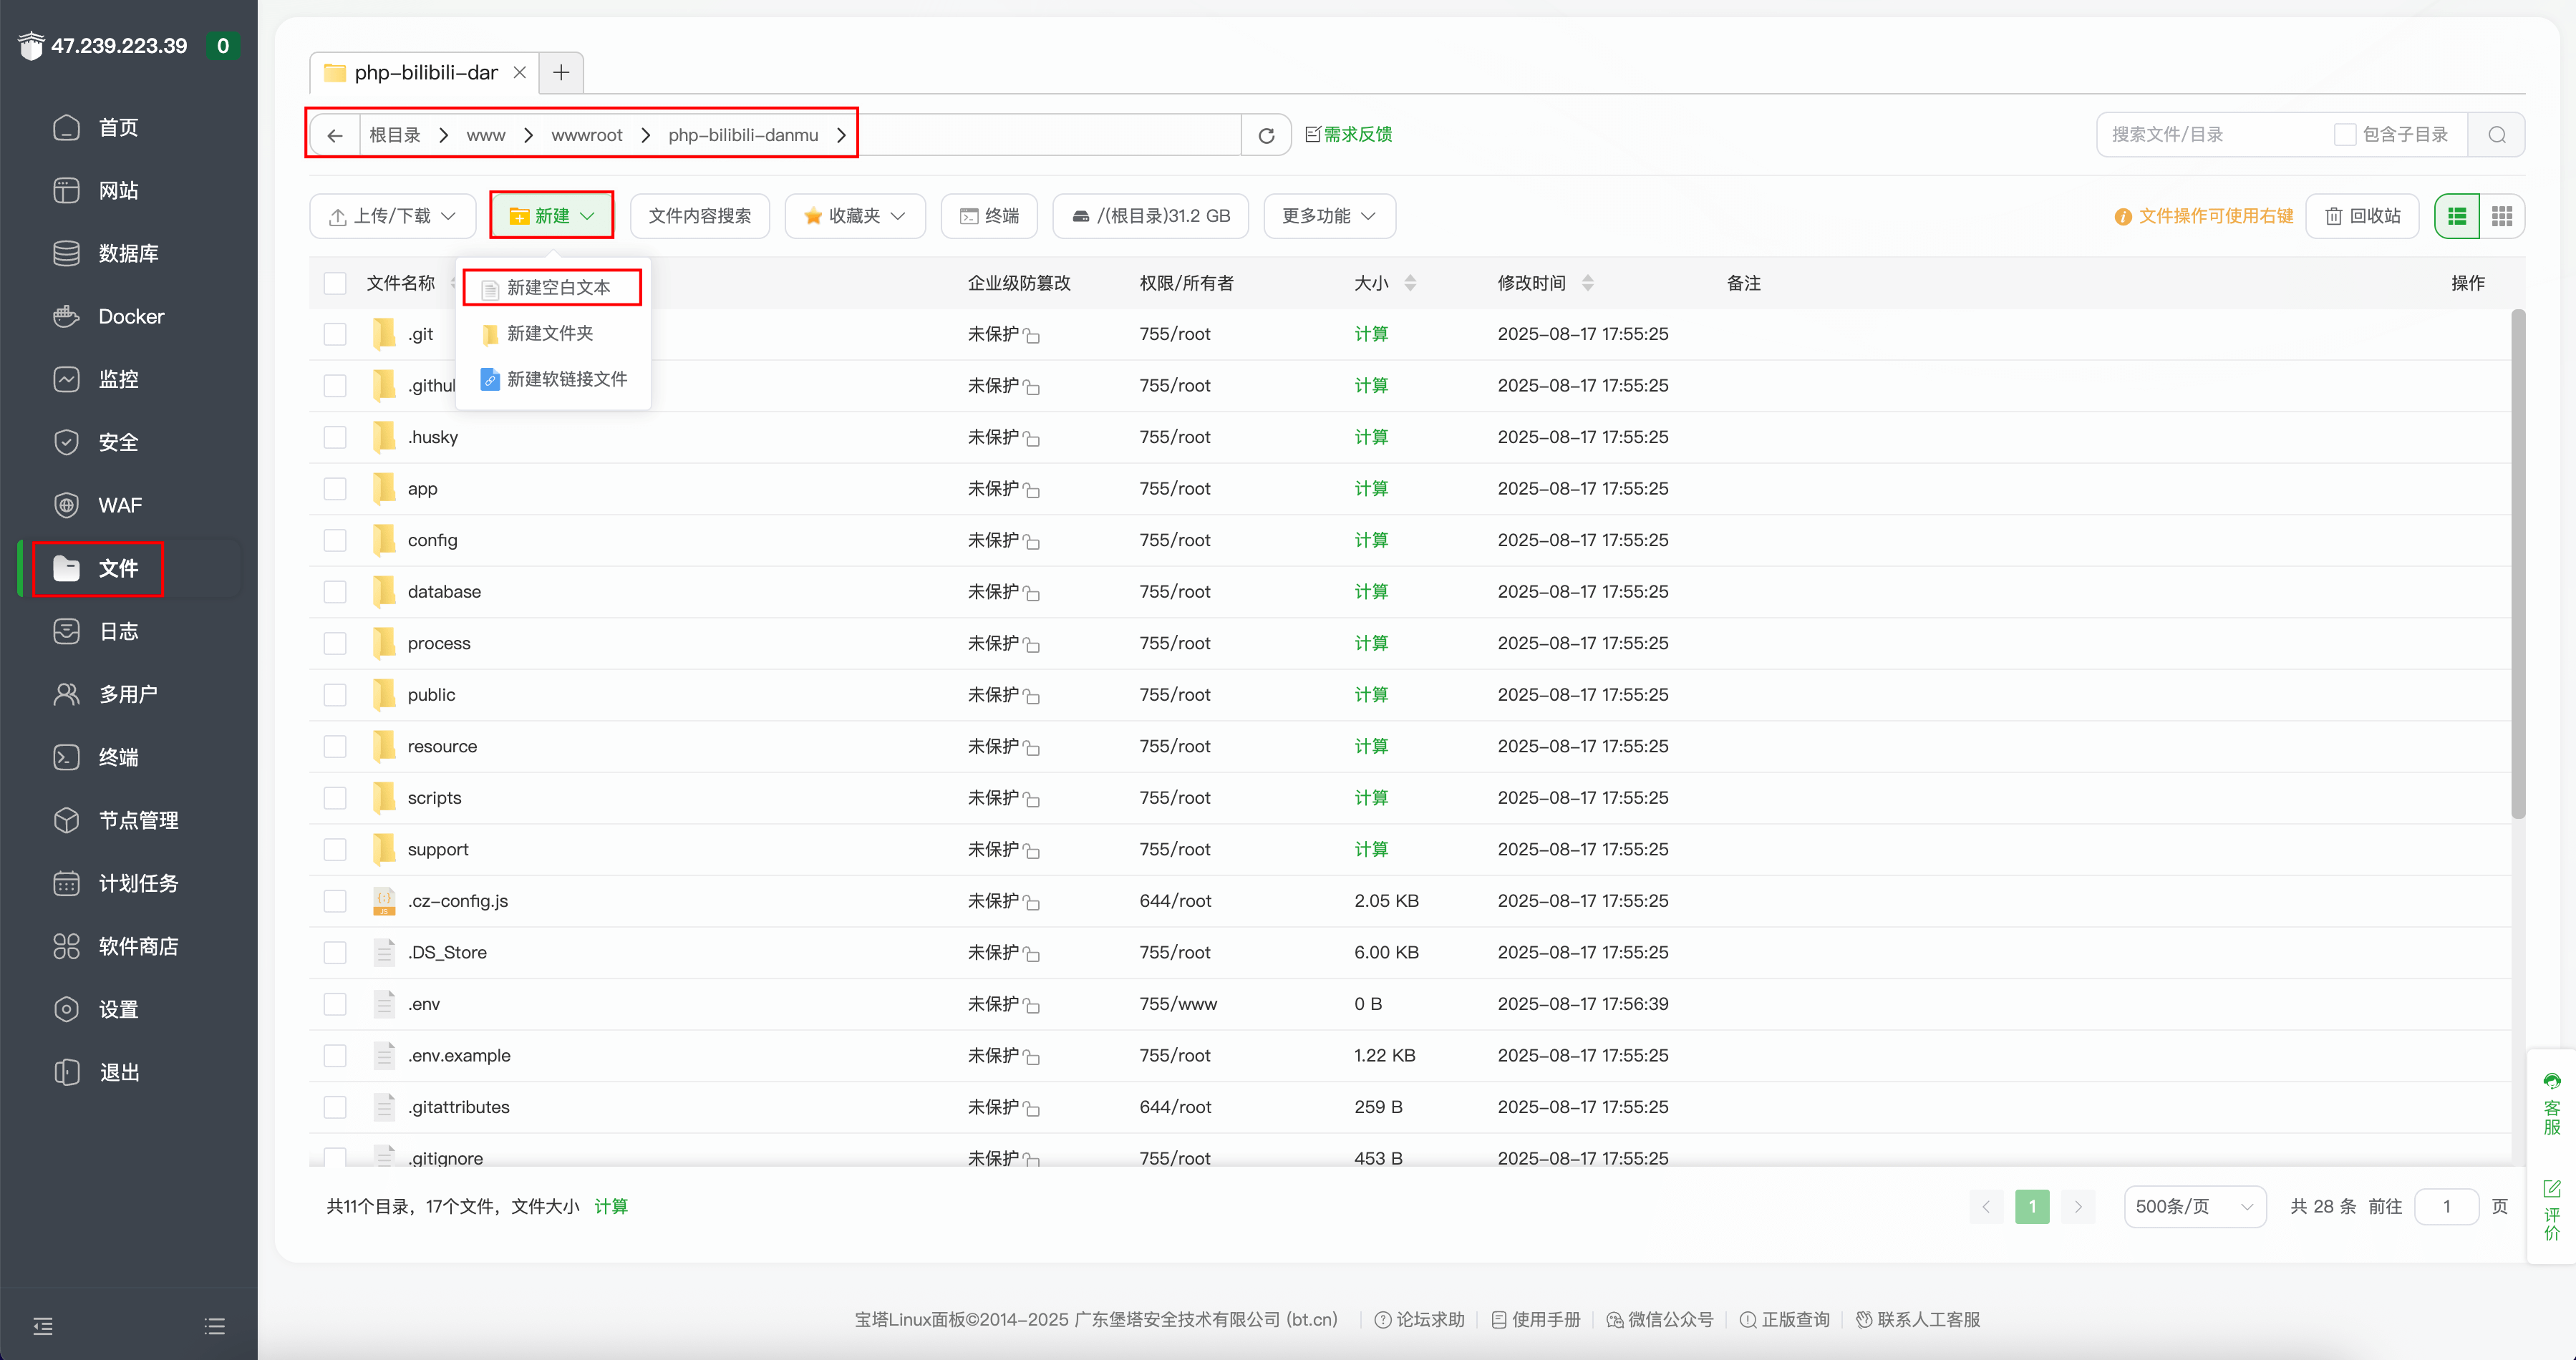 47.239.223.39 0
首页
网站
数据库
Docker
监控
安全
WAF
文件
日志
多用户
终端
节点管理
计划任务
软件商店
设置
退出
php-bilibili-dar
根目录 www wwwroot php-bilibili-danmu
需求反馈
搜索文件/目录 包含子目录
上传/下载 新建 文件内容搜索 收藏夹 终端 /(根目录)31.2 GB 更多功能 文件操作可使用右键 回收站
新建空白文本
新建文件夹
新建软链接文件
文件名称 企业级防篡改 权限/所有者 大小 修改时间 备注 操作
.git 未保护 755/root 计算 2025-08-17 17:55:25
.githul 未保护 755/root 计算 2025-08-17 17:55:25
.husky 未保护 755/root 计算 2025-08-17 17:55:25
app 未保护 755/root 计算 2025-08-17 17:55:25
config 未保护 755/root 计算 2025-08-17 17:55:25
database 未保护 755/root 计算 2025-08-17 17:55:25
process 未保护 755/root 计算 2025-08-17 17:55:25
public 未保护 755/root 计算 2025-08-17 17:55:25
resource 未保护 755/root 计算 2025-08-17 17:55:25
scripts 未保护 755/root 计算 2025-08-17 17:55:25
support 未保护 755/root 计算 2025-08-17 17:55:25
.cz-config.js 未保护 644/root 2.05 KB 2025-08-17 17:55:25
.DS_Store 未保护 755/root 6.00 KB 2025-08-17 17:55:25
.env 未保护 755/www 0 B 2025-08-17 17:56:39
.env.example 未保护 755/root 1.22 KB 2025-08-17 17:55:25
.gitattributes 未保护 644/root 259 B 2025-08-17 17:55:25
.gitignore 未保护 755/root 453 B 2025-08-17 17:55:25
共11个目录，17个文件，文件大小 计算
1 500条/页 共 28 条 前往 1 页
客服
评价
宝塔Linux面板©2014-2025 广东堡塔安全技术有限公司 (bt.cn) 论坛求助 使用手册 微信公众号 正版查询 联系人工客服